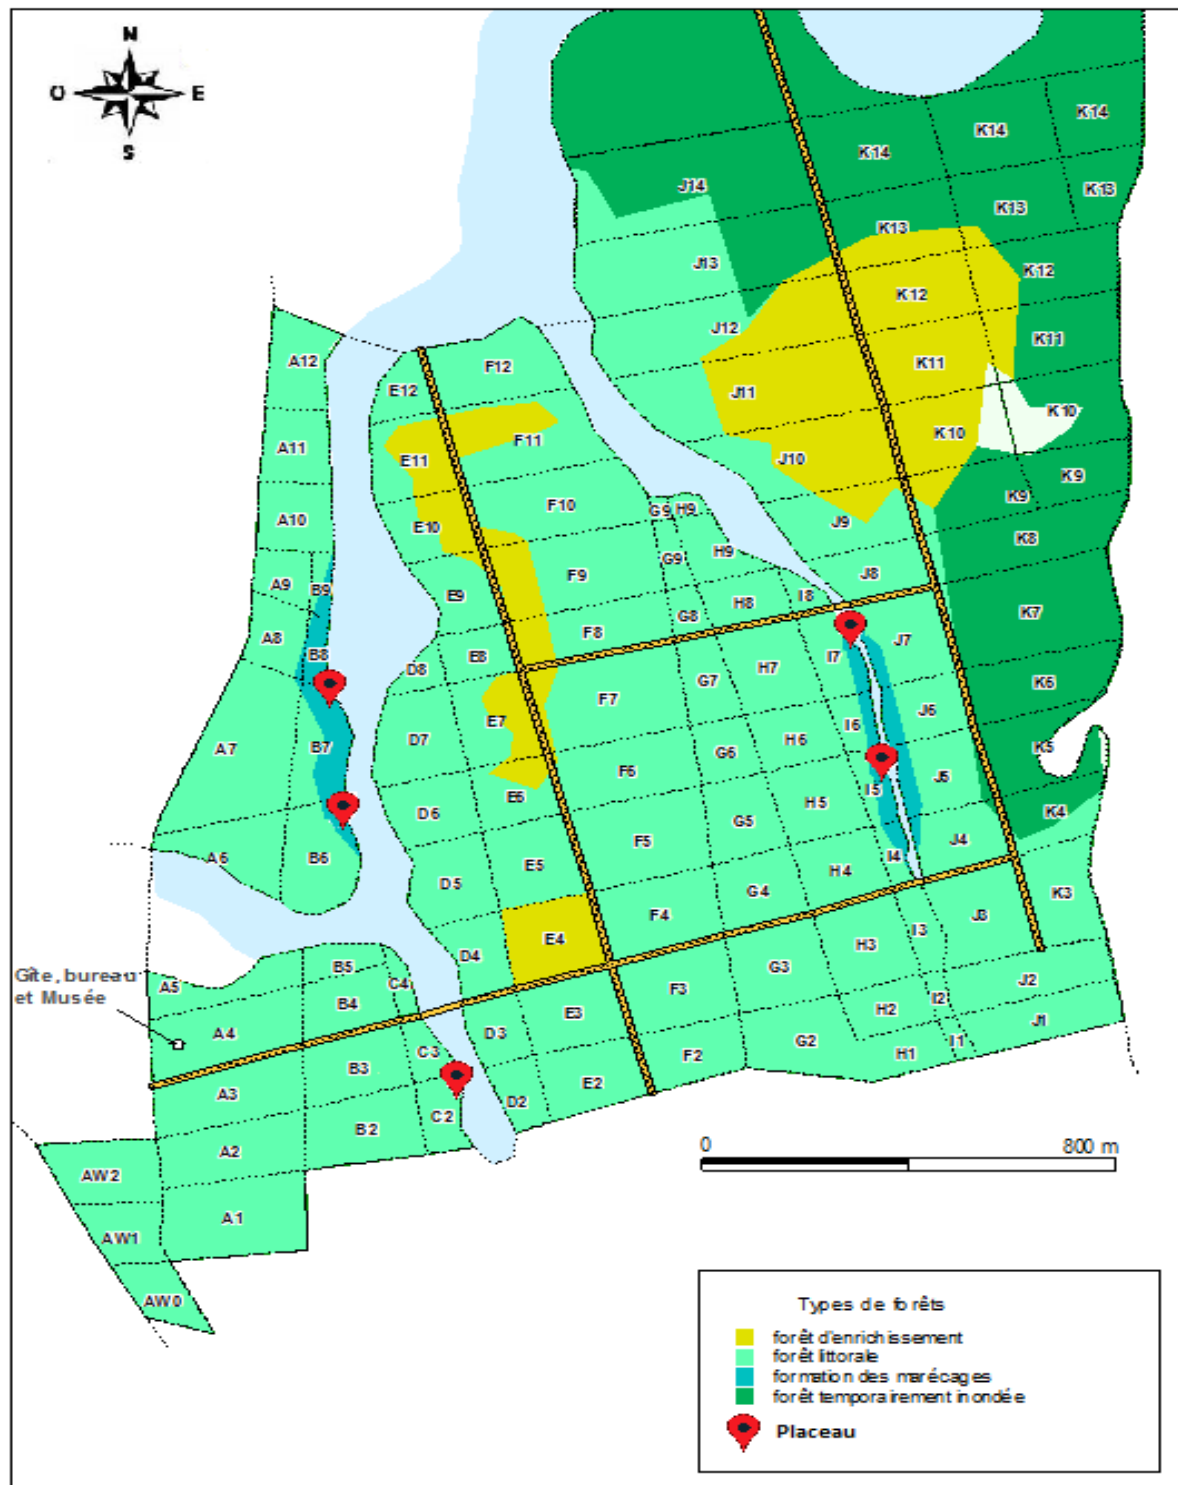 N
O E
S
K14
K14
K14
J14
K13
K13
K13
J13
K12
K12
J12
K11
K11
A12
F12
E12
J11
K10
K10
F11
A11
E11
J10
K9
K9
A10
E10
F10
G9 H9
J9
K8
A9
B9
E9
F9
G9
H9
J8
K7
A8
B8
D8
E8
F8
G8
H8
I8
I7
J7
K6
A7
B7
D7
E7
F7
G7
H7
I6
J6
K5
D6
E6
F6
G6
H6
I5
J5
K4
A6
B6
D5
E5
F5
G5
H5
I4
J4
K3
D4
E4
F4
G4
H4
I3
J3
Gîte, bureau
et Musée
A5
B5
C4
A4
B4
D3
E3
F3
G3
H3
I2
J2
A3
B3
C3
D2
E2
F2
G2
H2
H1
I1
J1
A2
B2
C2
AW2
A1
AW1
AW0
0 800 m
Types de forêts
forêt d'enrichissement
forêt littorale
formation des marécages
forêt temporairement inondée
Placeau